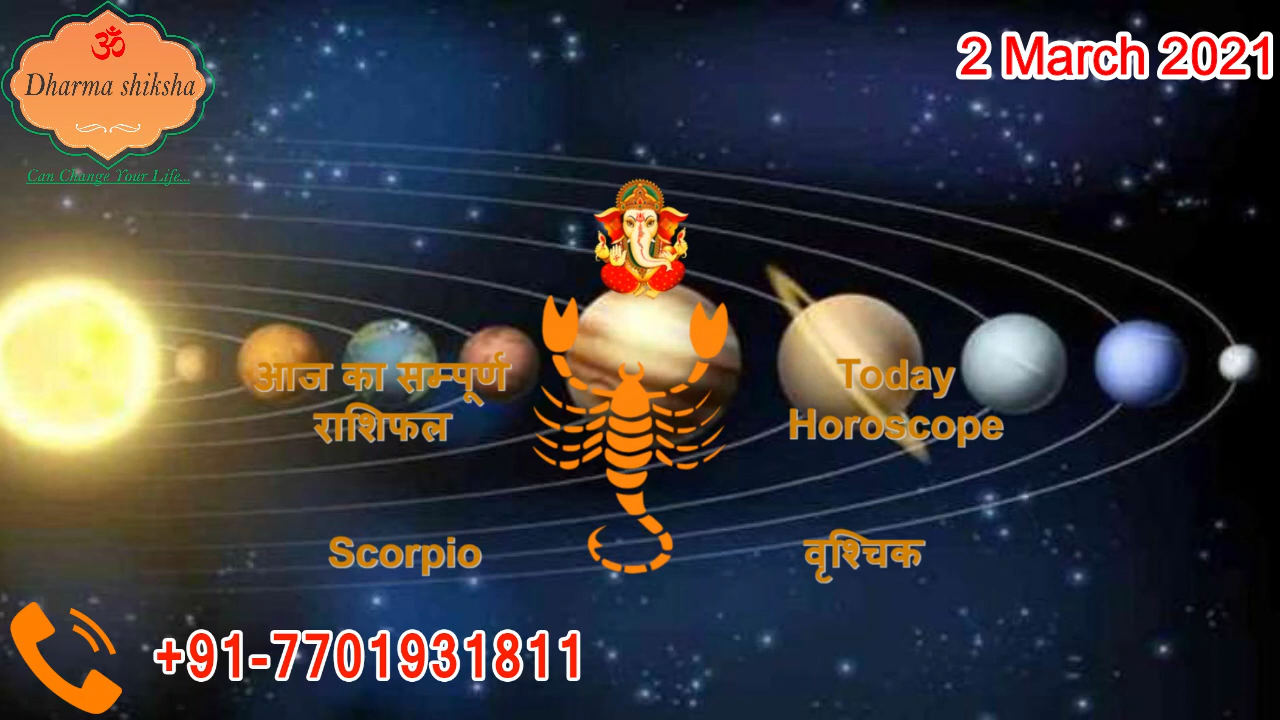 ॐ
Dharma shiksha
Can Change Your Life...
2 March 2021
आज का सम्पूर्ण
राशिफल
Today
Horoscope
Scorpio
वृश्चिक
+91-7701931811